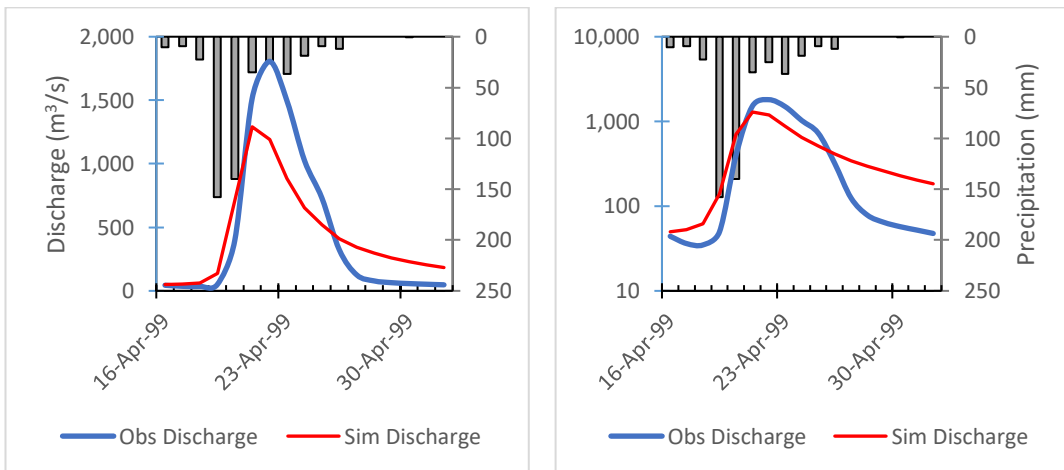 Discharge (m³/s)
2,000
1,500
1,000
500
0
0
50
100
150
200
250
16-Apr-99
23-Apr-99
30-Apr-99
Obs Discharge
Sim Discharge
10,000
1,000
100
10
0
50
100
150
200
250
Precipitation (mm)
16-Apr-99
23-Apr-99
30-Apr-99
Obs Discharge
Sim Discharge